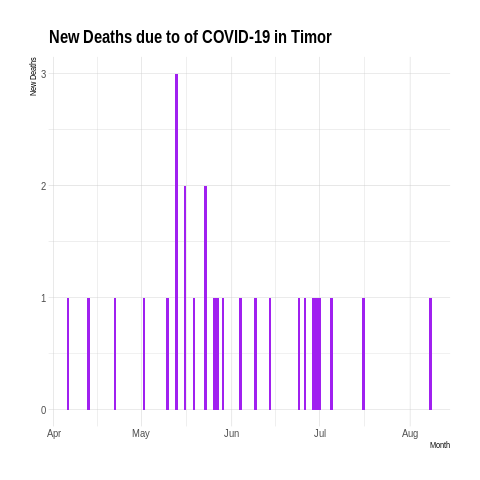 New Deaths due to of COVID-19 in Timor
New Deaths
3
2
1
0
Apr May Jun Jul Aug
Month